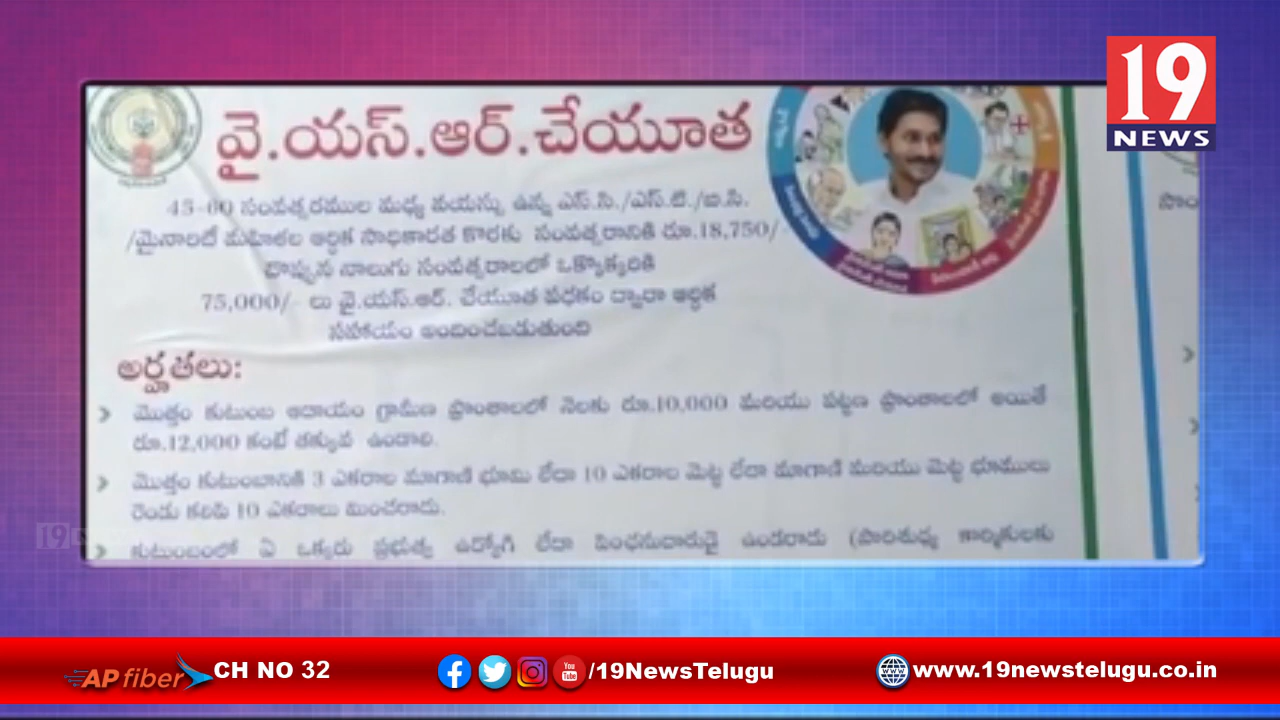 19
NEWS
వై.యస్.ఆర్.చేయూత
45-60 సంవత్సరముల మధ్య వయస్సు ఉన్న ఎస్.సి./ఎస్.టి./బి.సి.
/మైనారిటీ మహిళల ఆర్థిక సాధికారత కొరకు సంవత్సరానికి రూ.18,750/-
చొప్పున నాలుగు సంవత్సరాలలో ఒక్కొక్కరికి
75,000/- లు వై.యస్.ఆర్. చేయూత పధకం ద్వారా ఆర్థిక
సహాయం అందించబడుతుంది
అర్హతలు:
మొత్తం కుటుంబ ఆదాయం గ్రామీణ ప్రాంతాలలో నెలకు రూ.10,000 మరియు పట్టణ ప్రాంతాలలో అయితే
రూ.12,000 కంటే తక్కువ ఉండాలి.
మొత్తం కుటుంబానికి 3 ఎకరాల మాగాణి భూమి లేదా 10 ఎకరాల మెట్ట లేదా మాగాణి మరియు మెట్ట భూములు
రెండు కలిపి 10 ఎకరాలు మించరాదు.
కుటుంబంలో ఏ ఒక్కరు ప్రభుత్వ ఉద్యోగి లేదా పింఛనుదారుడై ఉండరాదు (పారిశుధ్య కార్మికులకు
AP fiber CH NO 32
/19NewsTelugu
www.19newstelugu.co.in